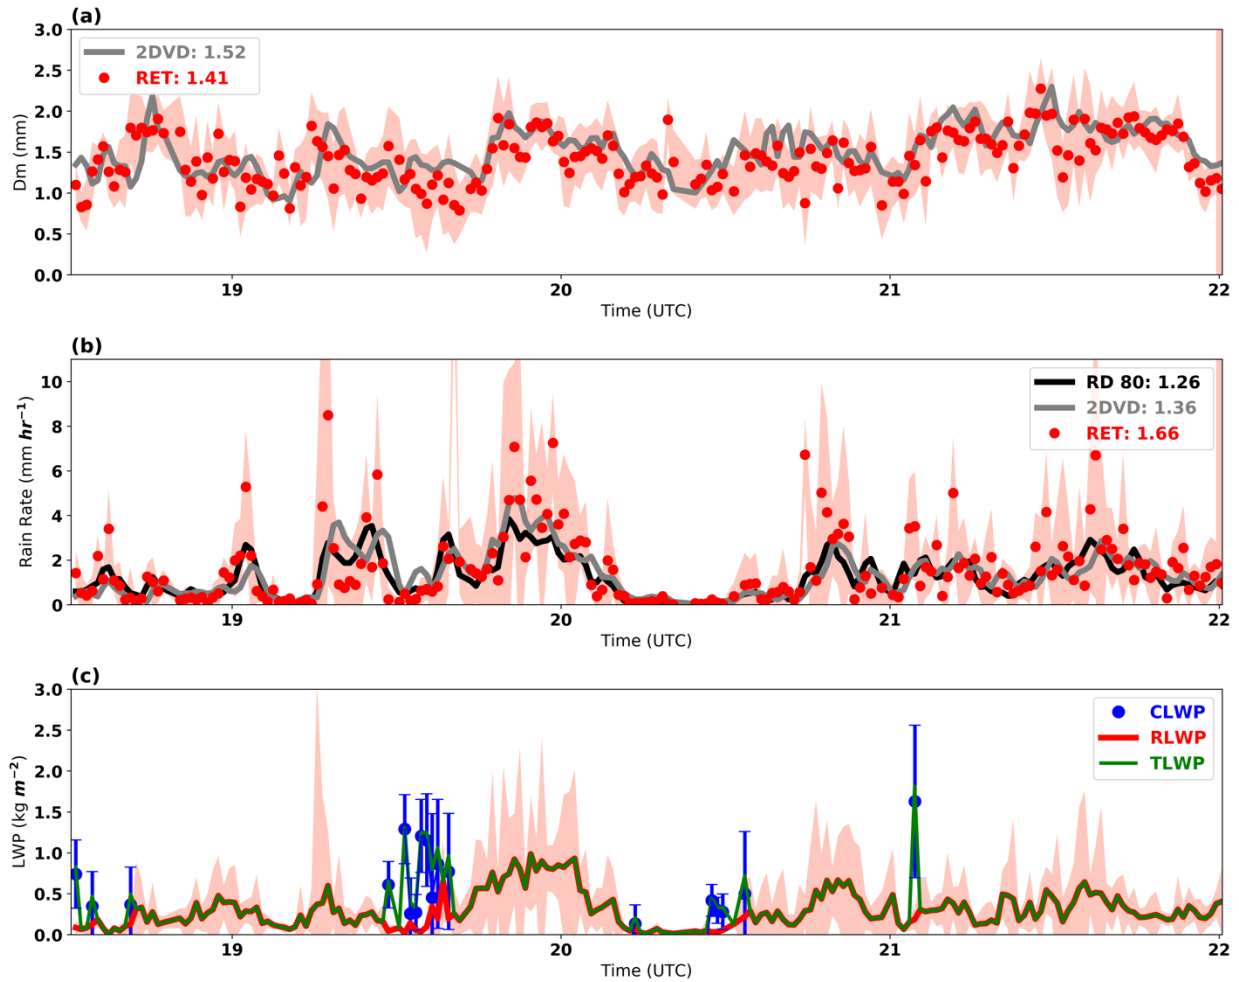 (a)
3.0
2.5
2.0
1.5
1.0
0.5
0.0
Dm (mm)
2DVD: 1.52
RET: 1.41
19
20
21
22
Time (UTC)
(b)
10
8
6
4
2
0
Rain Rate (mm hr⁻¹)
RD 80: 1.26
2DVD: 1.36
RET: 1.66
19
20
21
22
Time (UTC)
(c)
3.0
2.5
2.0
1.5
1.0
0.5
0.0
LWP (kg m⁻²)
CLWP
RLWP
TLWP
19
20
21
22
Time (UTC)